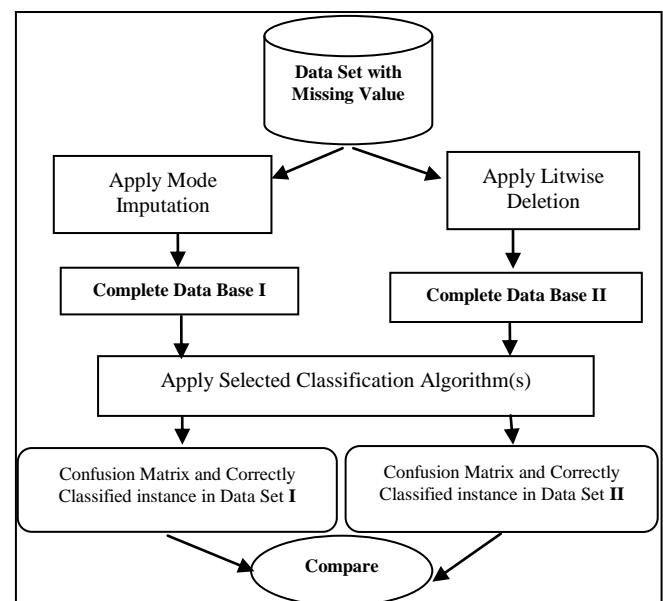 Data Set with
Missing Value
Apply Mode
Imputation
Apply Litwise
Deletion
Complete Data Base I
Complete Data Base II
Apply Selected Classification Algorithm(s)
Confusion Matrix and Correctly
Classified instance in Data Set I
Confusion Matrix and Correctly
Classified instance in Data Set II
Compare